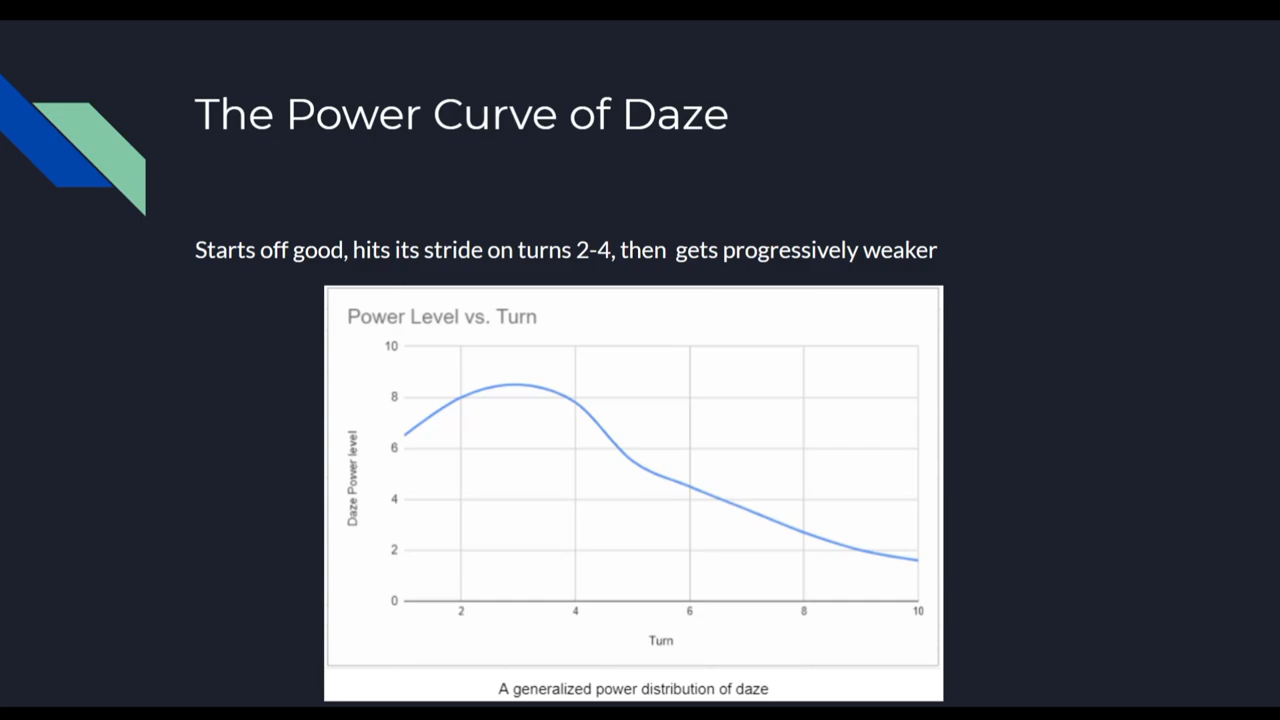 The Power Curve of Daze
Starts off good, hits its stride on turns 2-4, then gets progressively weaker
Power Level vs. Turn
10
8
6
4
2
0
Daze Power level
2 4 6 8 10
Turn
A generalized power distribution of daze